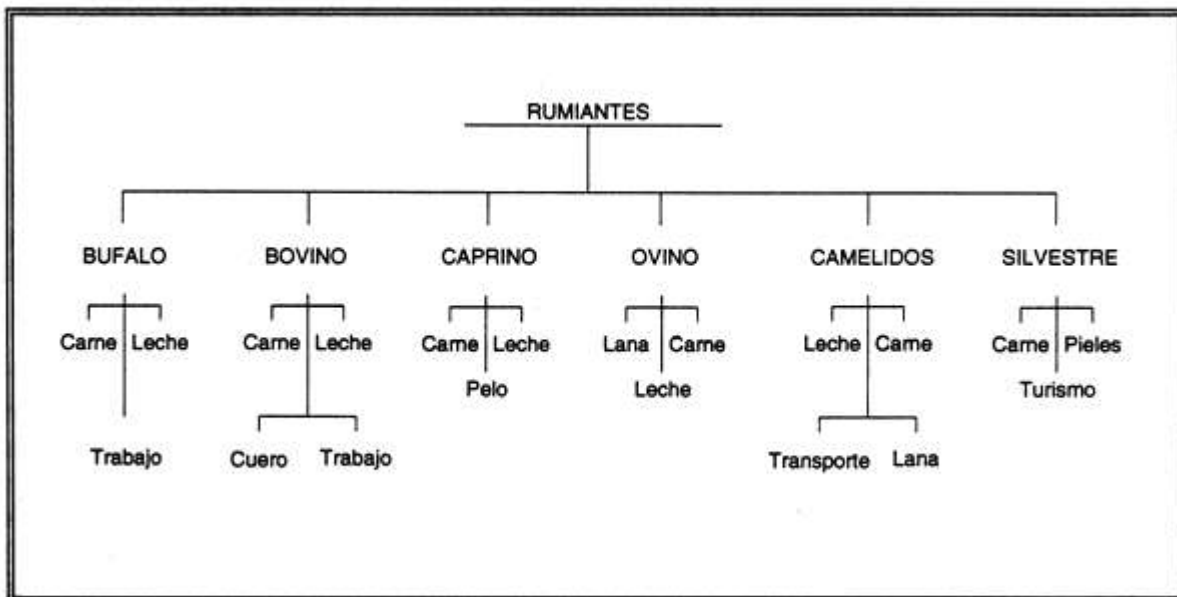 RUMIANTES
BUFALO BOVINO CAPRINO OVINO CAMELIDOS SILVESTRE
Carne Leche Carne Leche Carne Leche Lana Carne Leche Carne Carne Pieles
Pelo Leche Turismo
Trabajo Cuero Trabajo Transporte Lana